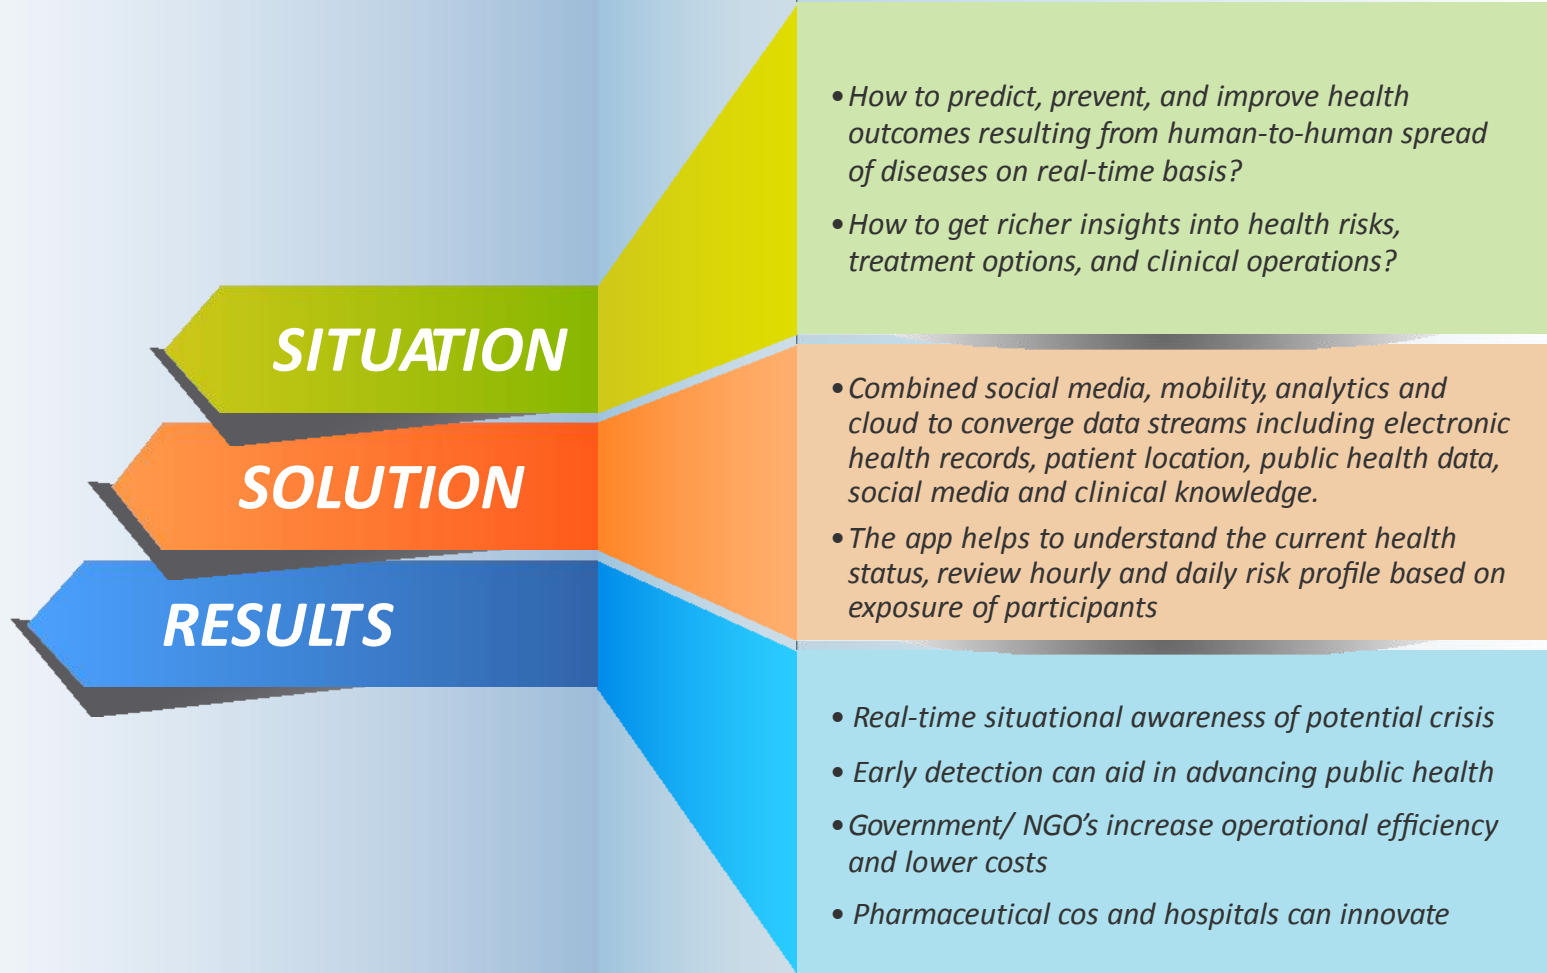 SITUATION
• How to predict, prevent, and improve health
outcomes resulting from human-to-human spread
of diseases on real-time basis?
• How to get richer insights into health risks,
treatment options, and clinical operations?
SOLUTION
• Combined social media, mobility, analytics and
cloud to converge data streams including electronic
health records, patient location, public health data,
social media and clinical knowledge.
• The app helps to understand the current health
status, review hourly and daily risk profile based on
exposure of participants
RESULTS
• Real-time situational awareness of potential crisis
• Early detection can aid in advancing public health
• Government/ NGO’s increase operational efficiency
and lower costs
• Pharmaceutical cos and hospitals can innovate